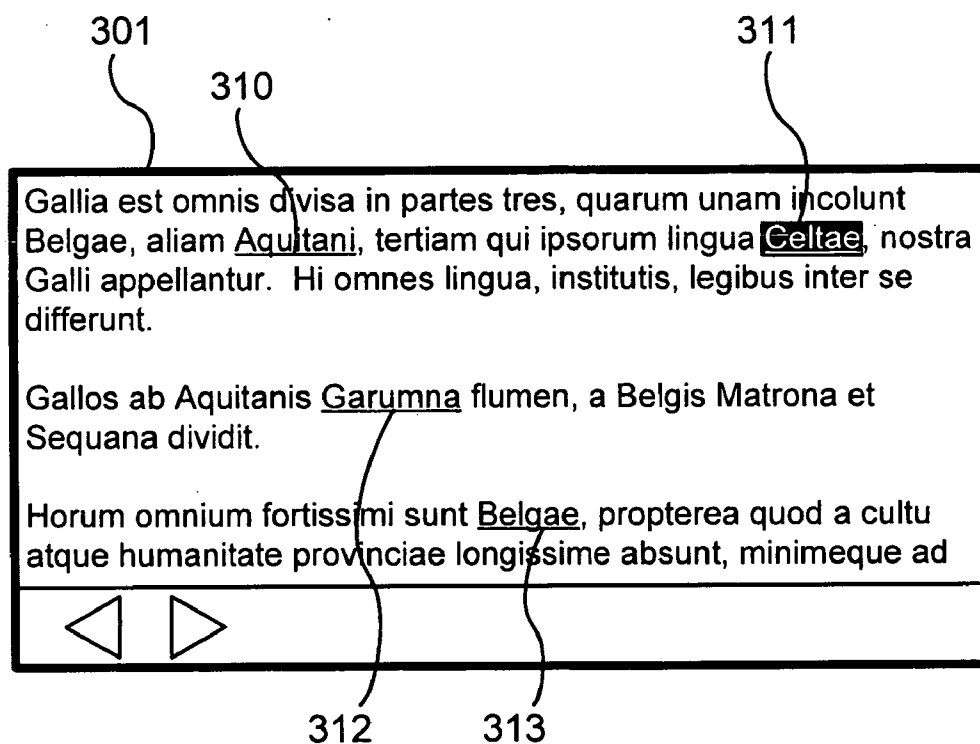 301
311
310
Gallia est omnis divisa in partes tres, quarum unam incolunt
Belgae, aliam Aquitani, tertiam qui ipsorum lingua Celtae, nostra
Galli appellantur. Hi omnes lingua, institutis, legibus inter se
differunt.
Gallos ab Aquitanis Garumna flumen, a Belgis Matrona et
Sequana dividit.
Horum omnium fortissimi sunt Belgae, propterea quod a cultu
atque humanitate provinciae longissime absunt, minimeque ad
312
313